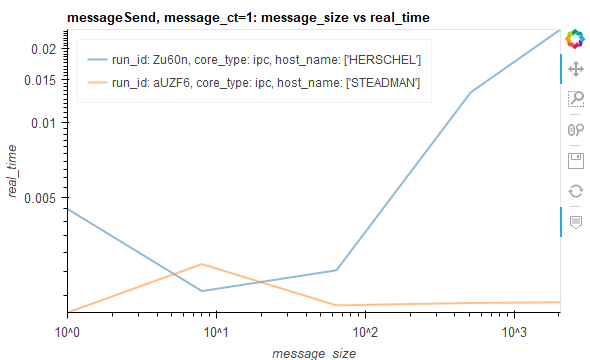 messageSend, message_ct=1: message_size vs real_time
run_id: Zu60n, core_type: ipc, host_name: ['HERSCHEL']
run_id: aUZF6, core_type: ipc, host_name: ['STEADMAN']
0.02
0.015
0.01
0.005
real_time
10^0
10^1
10^2
10^3
message_size